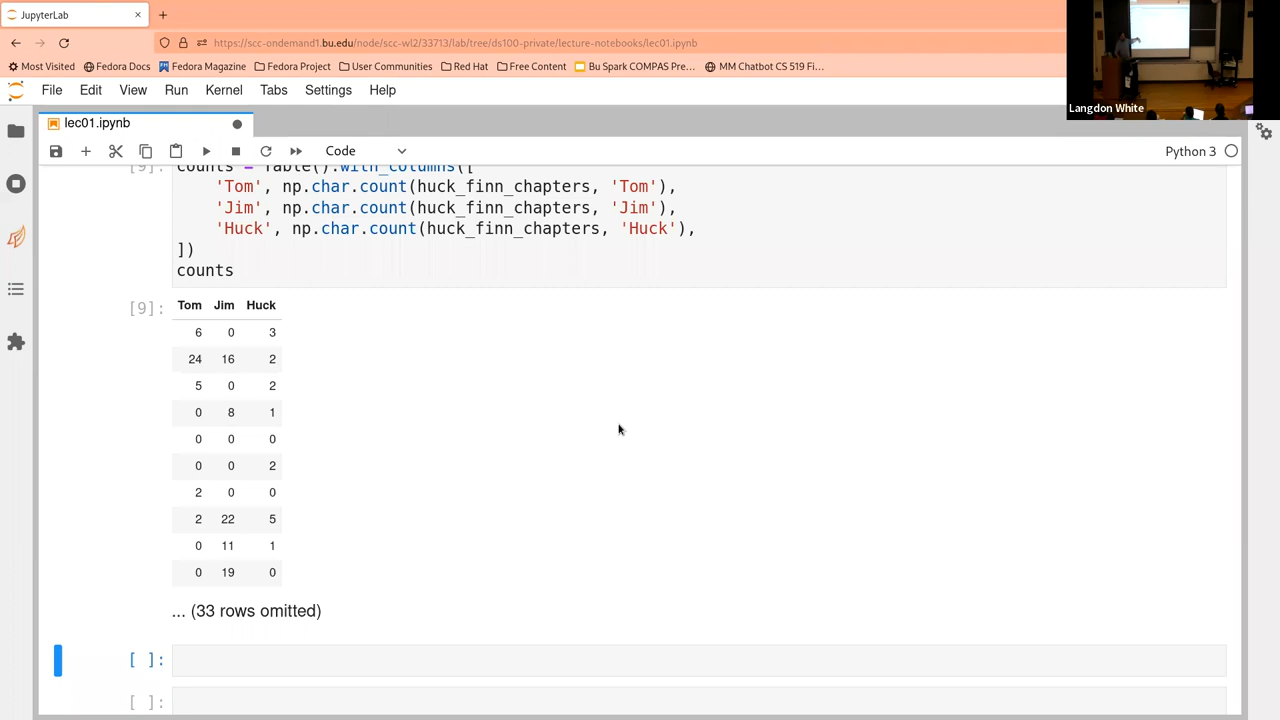 JupyterLab
https://scc-ondemand1.bu.edu/node/scc-wl2/33713/lab/tree/ds100-private/lecture-notebooks/lec01.ipynb
Most Visited Fedora Docs Fedora Magazine Fedora Project User Communities Red Hat Free Content Bu Spark COMPAS Pre... MM Chatbot CS 519 Fi...
Langdon White
File Edit View Run Kernel Tabs Settings Help
lec01.ipynb
Code Python 3
[9]: counts = Table().with_columns([
'Tom', np.char.count(huck_finn_chapters, 'Tom'),
'Jim', np.char.count(huck_finn_chapters, 'Jim'),
'Huck', np.char.count(huck_finn_chapters, 'Huck'),
])
counts
[9]: Tom Jim Huck
6 0 3
24 16 2
5 0 2
0 8 1
0 0 0
0 0 2
2 0 0
2 22 5
0 11 1
0 19 0
... (33 rows omitted)
[ ]:
[ ]: